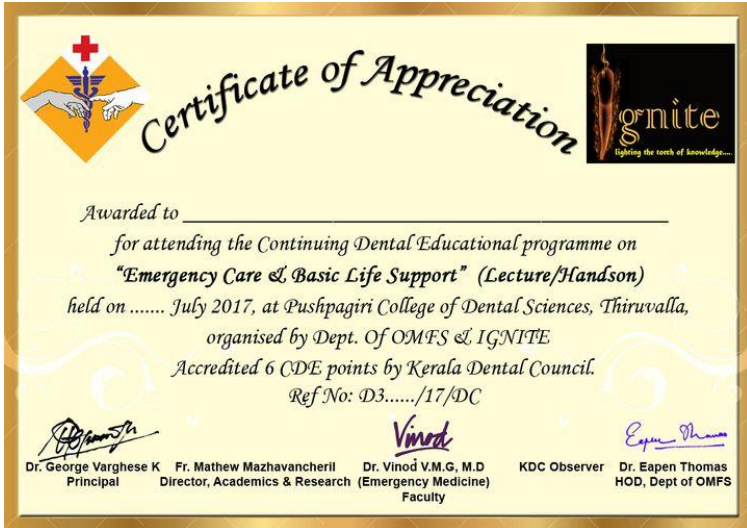 Certificate of Appreciation
Ignite
lighting the torch of knowledge....
Awarded to ____________________
for attending the Continuing Dental Educational programme on
“Emergency Care & Basic Life Support” (Lecture/Handson)
held on ....... July 2017, at Pushpagiri College of Dental Sciences, Thiruvalla,
organised by Dept. Of OMFS & IGNITE
Accredited 6 CDE points by Kerala Dental Council.
Ref No: D3....../17/DC
Vinod
Eapen Thomas
Dr. George Varghese K
Principal
Fr. Mathew Mazhavancheril
Director, Academics & Research
Dr. Vinod V.M.G, M.D
(Emergency Medicine)
Faculty
KDC Observer
Dr. Eapen Thomas
HOD, Dept of OMFS